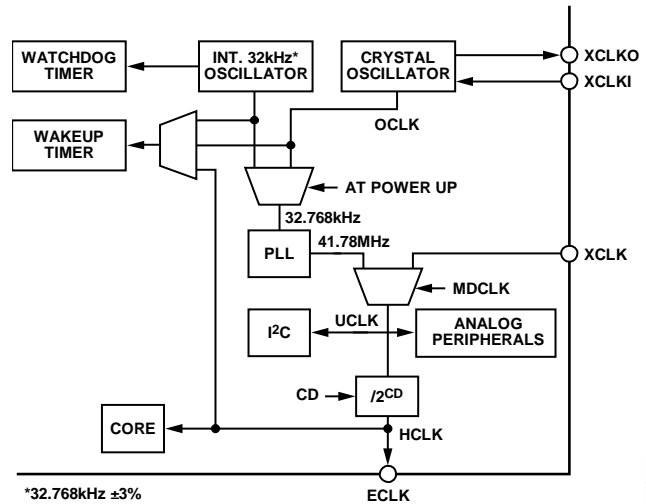 WATCHDOG
TIMER
INT. 32kHz*
OSCILLATOR
CRYSTAL
OSCILLATOR
XCLKO
XCLKI
OCLK
WAKEUP
TIMER
AT POWER UP
32.768kHz
PLL
41.78MHz
XCLK
MDCLK
I²C
UCLK
ANALOG
PERIPHERALS
CD
/2ᶜᴰ
CORE
HCLK
ECLK
*32.768kHz ±3%